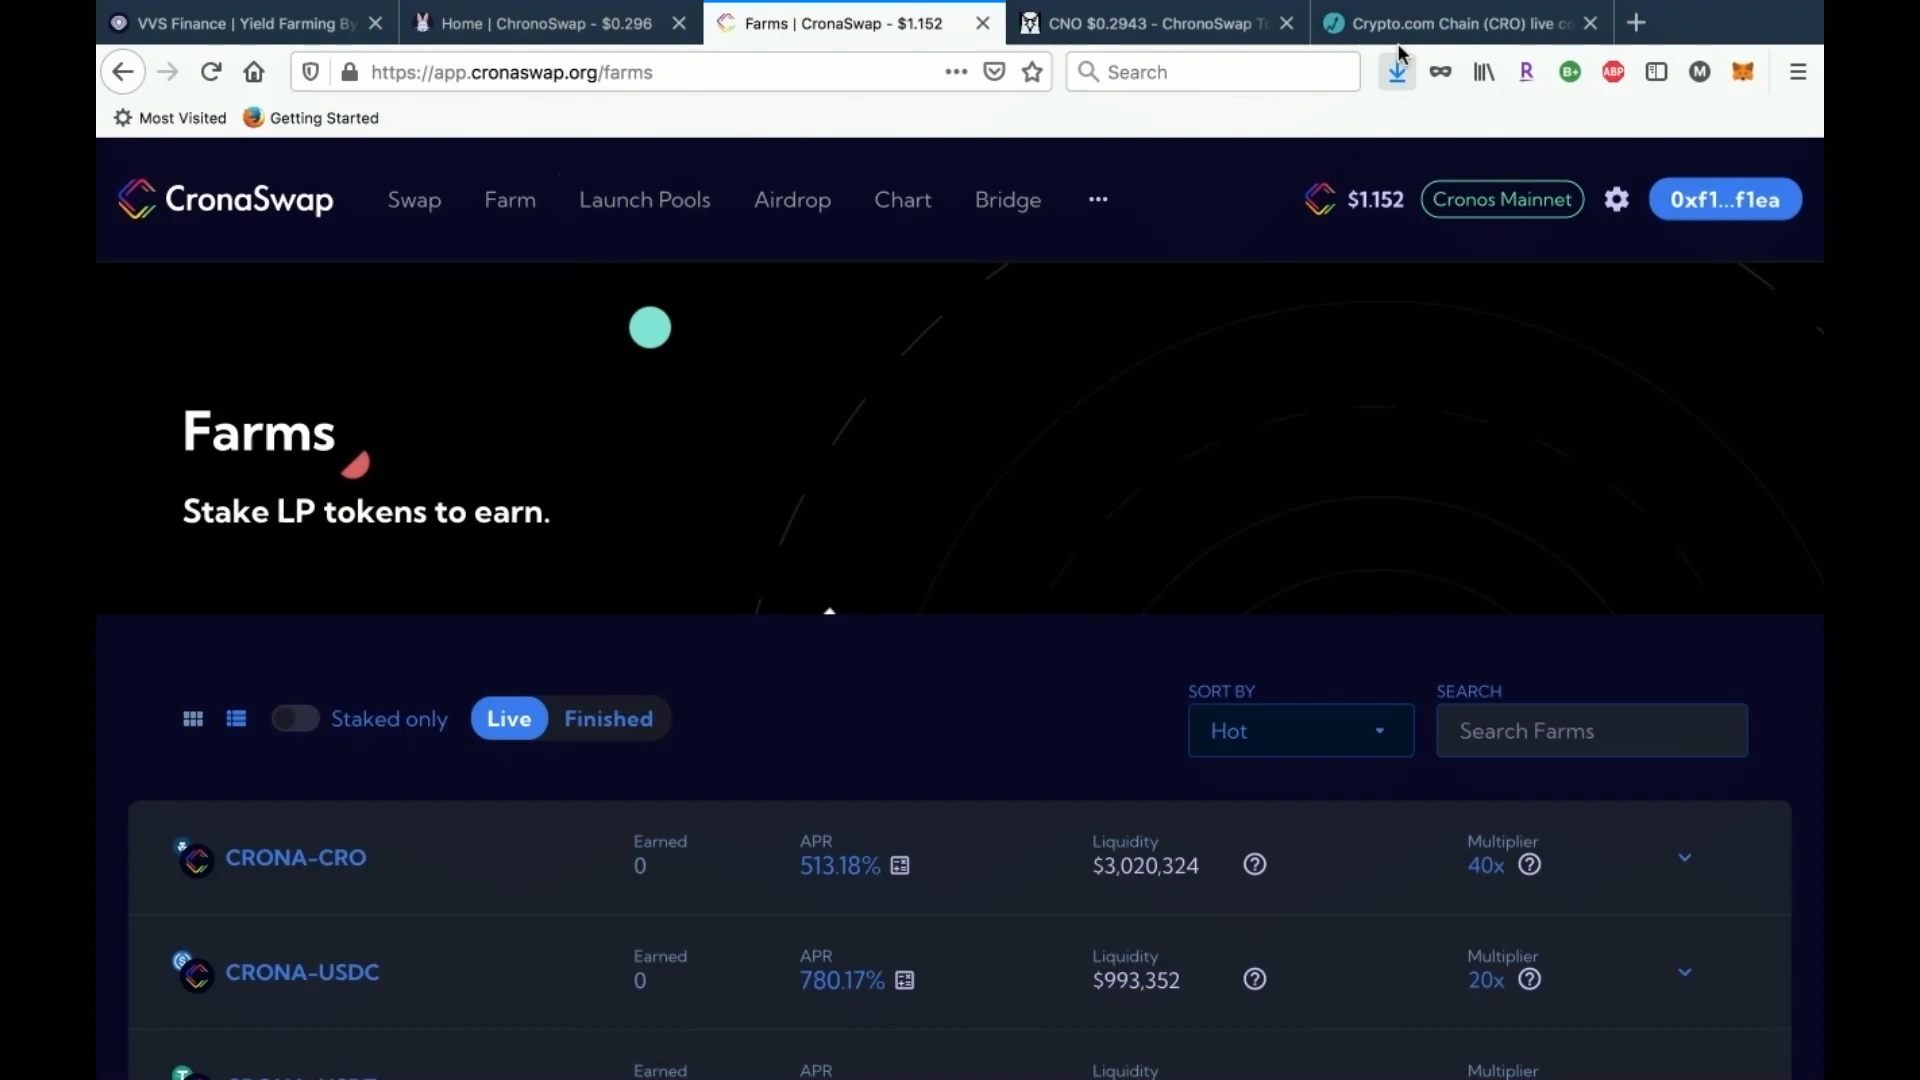 VVS Finance | Yield Farming By
Home | ChronoSwap - $0.296
Farms | CronaSwap - $1.152
CNO $0.2943 - ChronoSwap To
Crypto.com Chain (CRO) live co
https://app.cronaswap.org/farms
Search
R
B+
ABP
M
Most Visited
Getting Started
CronaSwap
Swap
Farm
Launch Pools
Airdrop
Chart
Bridge
$1.152
Cronos Mainnet
0xf1...f1ea
Farms
Stake LP tokens to earn.
Staked only
Live
Finished
SORT BY
Hot
SEARCH
Search Farms
CRONA-CRO
Earned
0
APR
513.18%
Liquidity
$3,020,324
Multiplier
40x
CRONA-USDC
Earned
0
APR
780.17%
Liquidity
$993,352
Multiplier
20x
Earned
APR
Liquidity
Multiplier